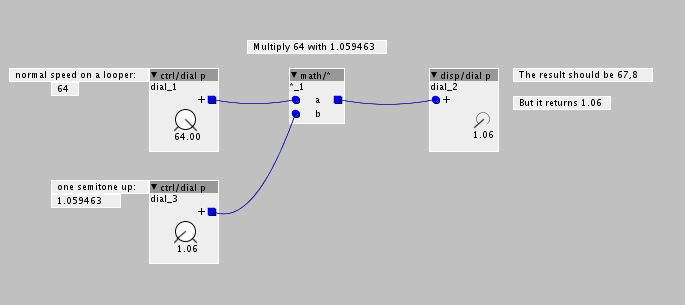 Multiply 64 with 1.059463
normal speed on a looper:
64
▼ ctrl/dial p
dial_1
+
64.00
▼ math/*
*_1
a
b
▼ disp/dial p
dial_2
+
1.06
The result should be 67,8
But it returns 1.06
one semitone up:
1.059463
▼ ctrl/dial p
dial_3
+
1.06